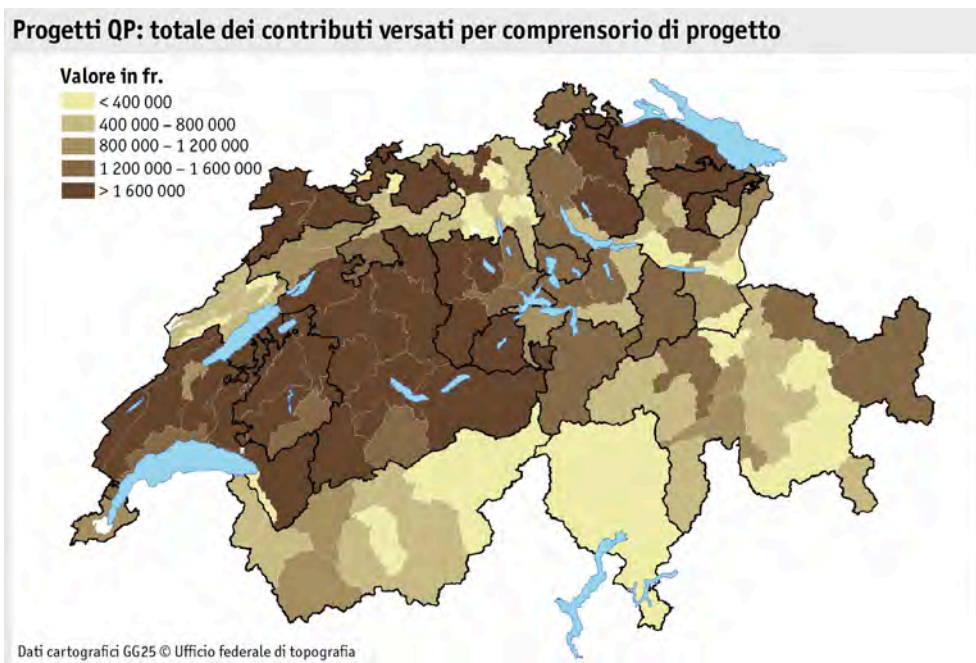 Progetti QP: totale dei contributi versati per comprensorio di progetto
Valore in fr.
< 400 000
400 000 – 800 000
800 000 – 1 200 000
1 200 000 – 1 600 000
> 1 600 000
Dati cartografici GG25 © Ufficio federale di topografia